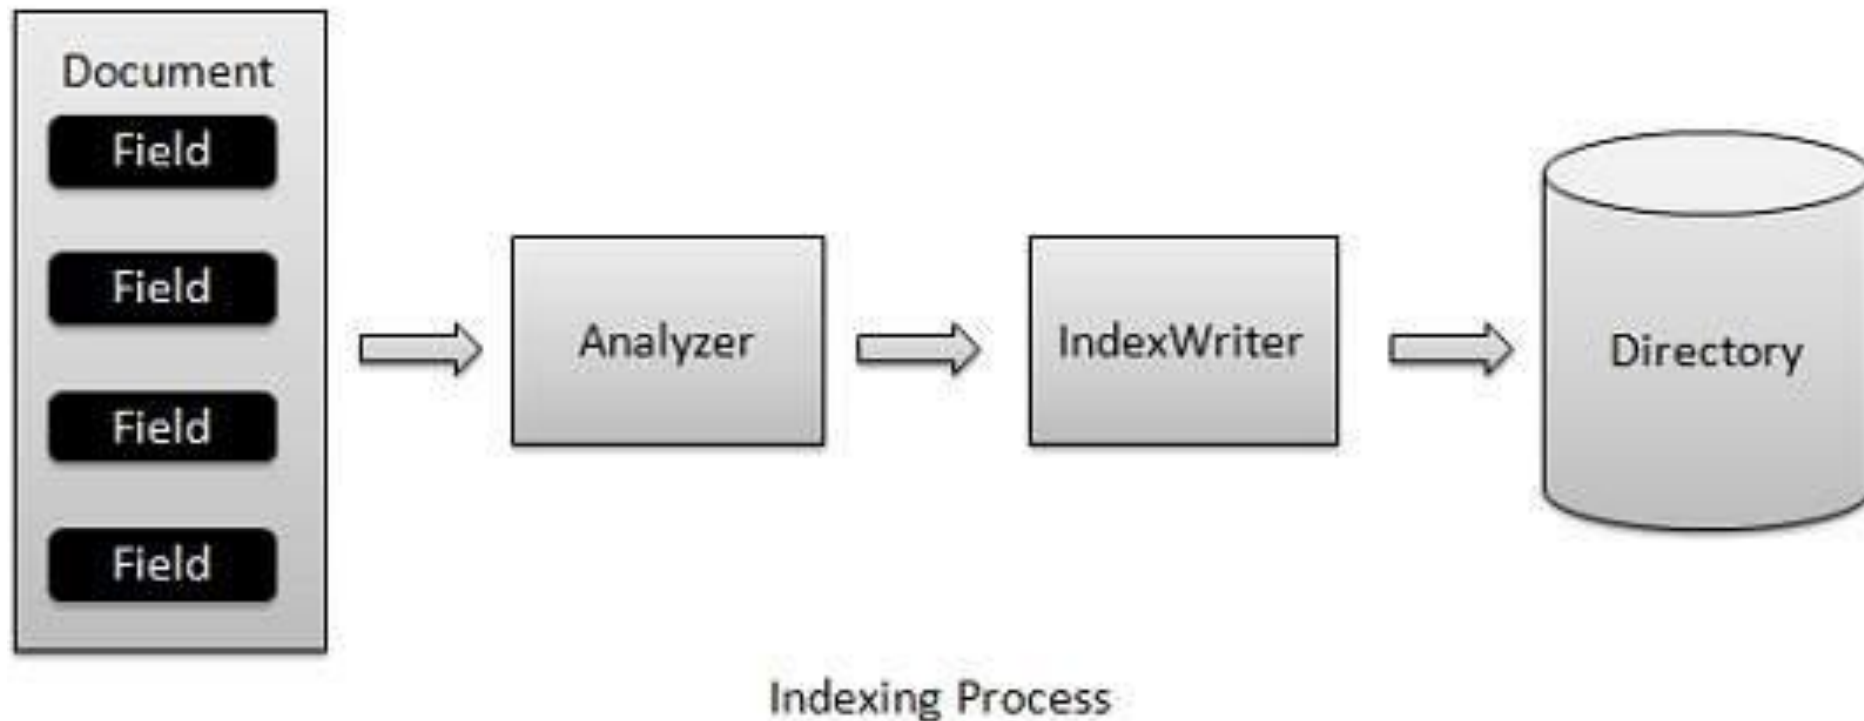 Document
Field
Field
Field
Field
Analyzer
IndexWriter
Directory
Indexing Process